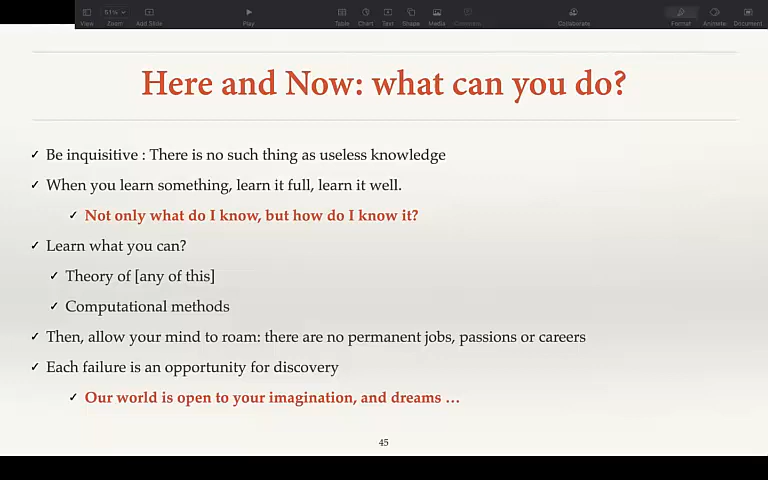 61%
View
Zoom
Add Slide
Play
Table
Chart
Text
Shape
Media
Comment
Collaborate
Format
Animate
Document
Here and Now: what can you do?
✓ Be inquisitive : There is no such thing as useless knowledge
✓ When you learn something, learn it full, learn it well.
✓ Not only what do I know, but how do I know it?
✓ Learn what you can?
✓ Theory of [any of this]
✓ Computational methods
✓ Then, allow your mind to roam: there are no permanent jobs, passions or careers
✓ Each failure is an opportunity for discovery
✓ Our world is open to your imagination, and dreams …
45